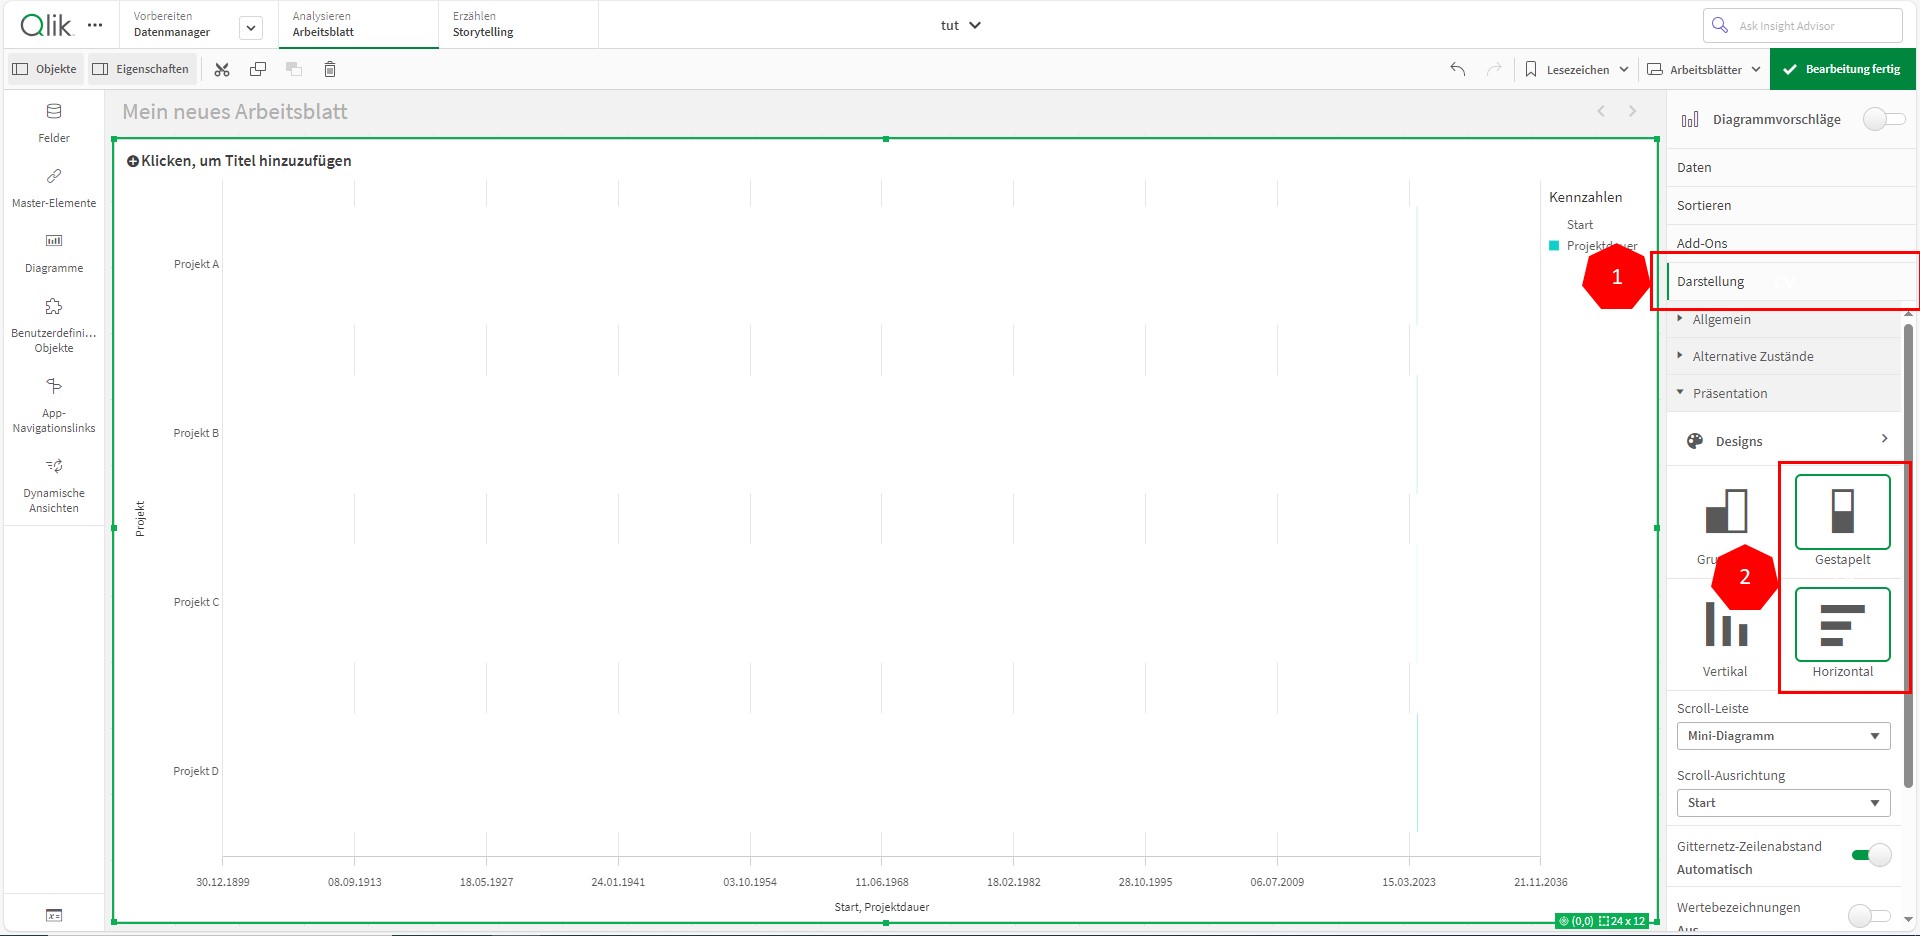 Qlik
Vorbereiten
Datenmanager
Analysieren
Arbeitsblatt
Erzählen
Storytelling
tut
Ask Insight Advisor
Objekte
Eigenschaften
Lesezeichen
Arbeitsblätter
Bearbeitung fertig
Felder
Master-Elemente
Diagramme
Benutzerdefini...
Objekte
App-
Navigationslinks
Dynamische
Ansichten
Mein neues Arbeitsblatt
Klicken, um Titel hinzuzufügen
Projekt
Projekt A
Projekt B
Projekt C
Projekt D
30.12.1899
08.09.1913
18.05.1927
24.01.1941
03.10.1954
11.06.1968
18.02.1982
28.10.1995
06.07.2009
15.03.2023
21.11.2036
Start, Projektdauer
Kennzahlen
Start
Projektdauer
(0,0) 24 x 12
1
2
Diagrammvorschläge
Daten
Sortieren
Add-Ons
Darstellung
Allgemein
Alternative Zustände
Präsentation
Designs
Gestapelt
Vertikal
Horizontal
Scroll-Leiste
Mini-Diagramm
Scroll-Ausrichtung
Start
Gitternetz-Zeilenabstand
Automatisch
Wertebezeichnungen
Aus